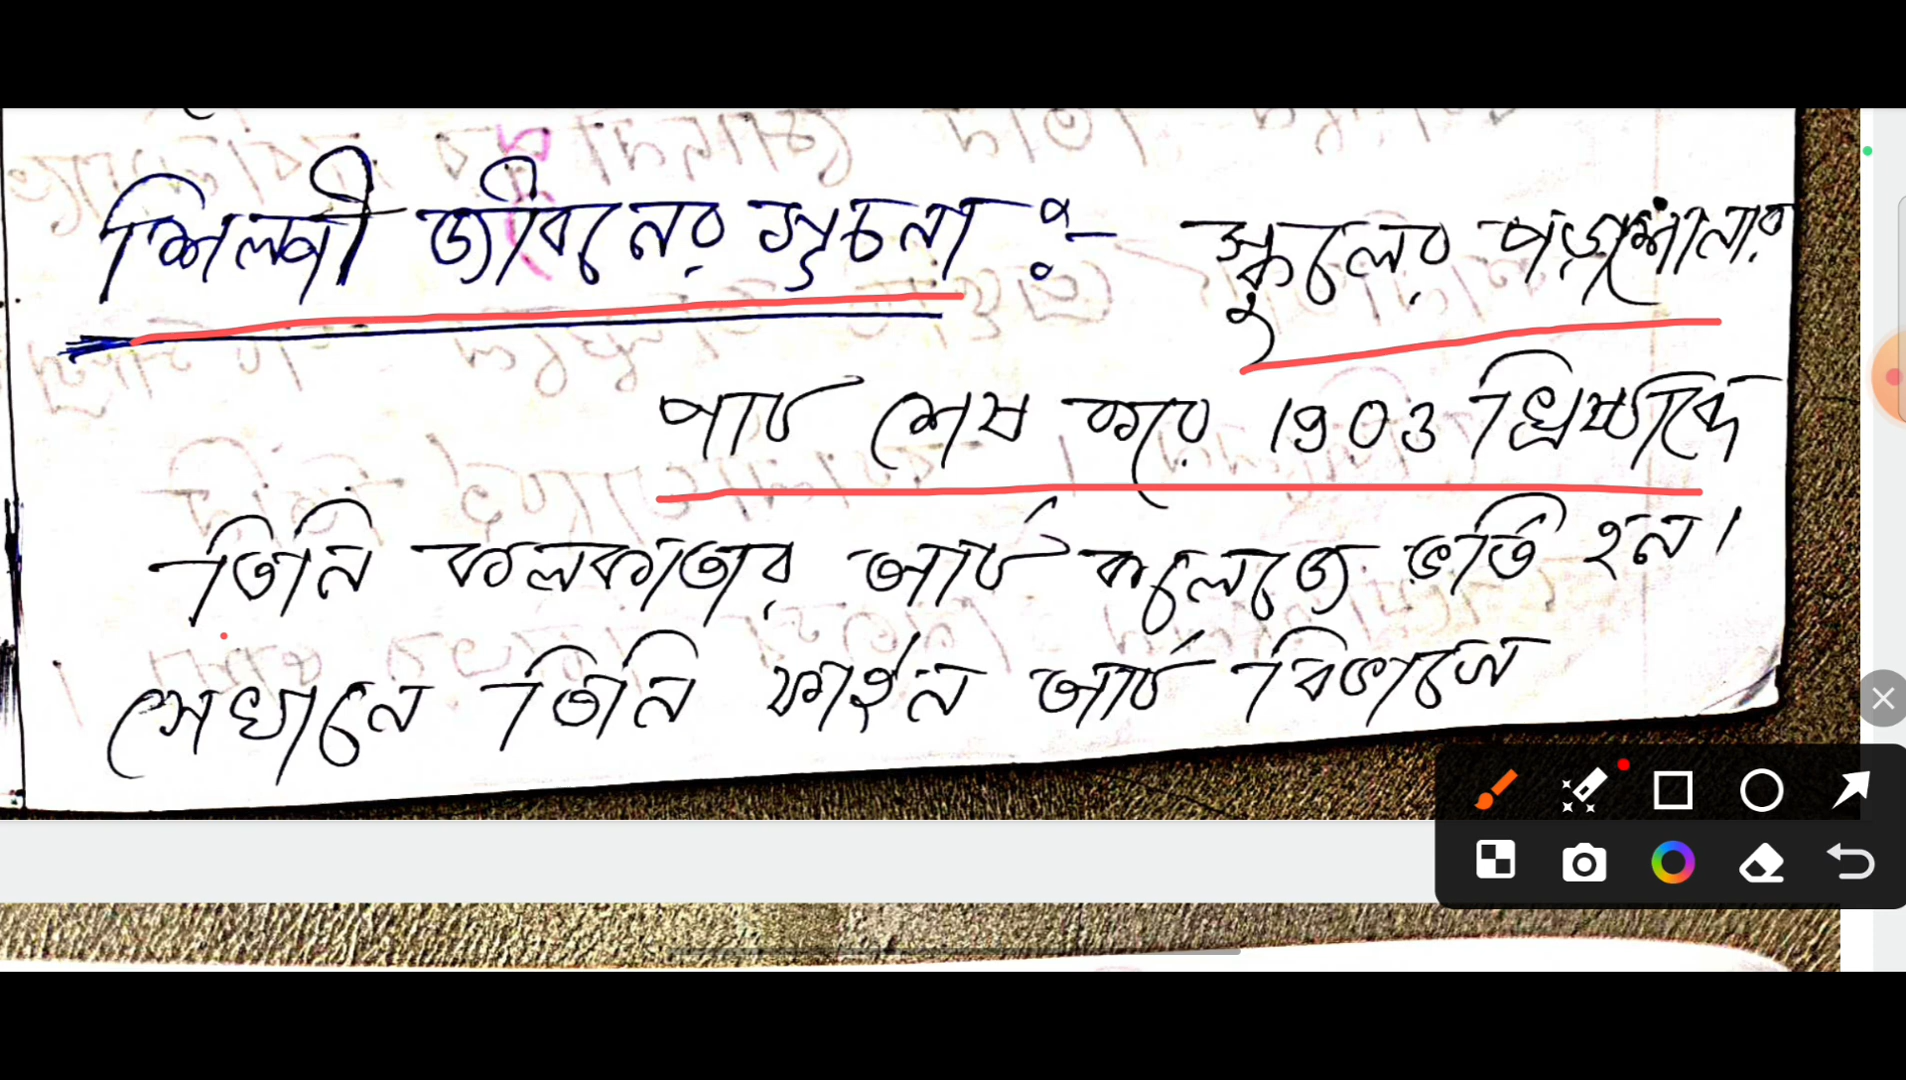 শিল্পী জীবনের সূচনা :- স্কুলের পড়াশোনার
পাঠ শেষ করে 1903 খ্রিষ্টাব্দে
তিনি কলকাতার আর্ট কলেজে ভর্তি হন।
সেখানে তিনি ফাইন আর্ট বিভাগে